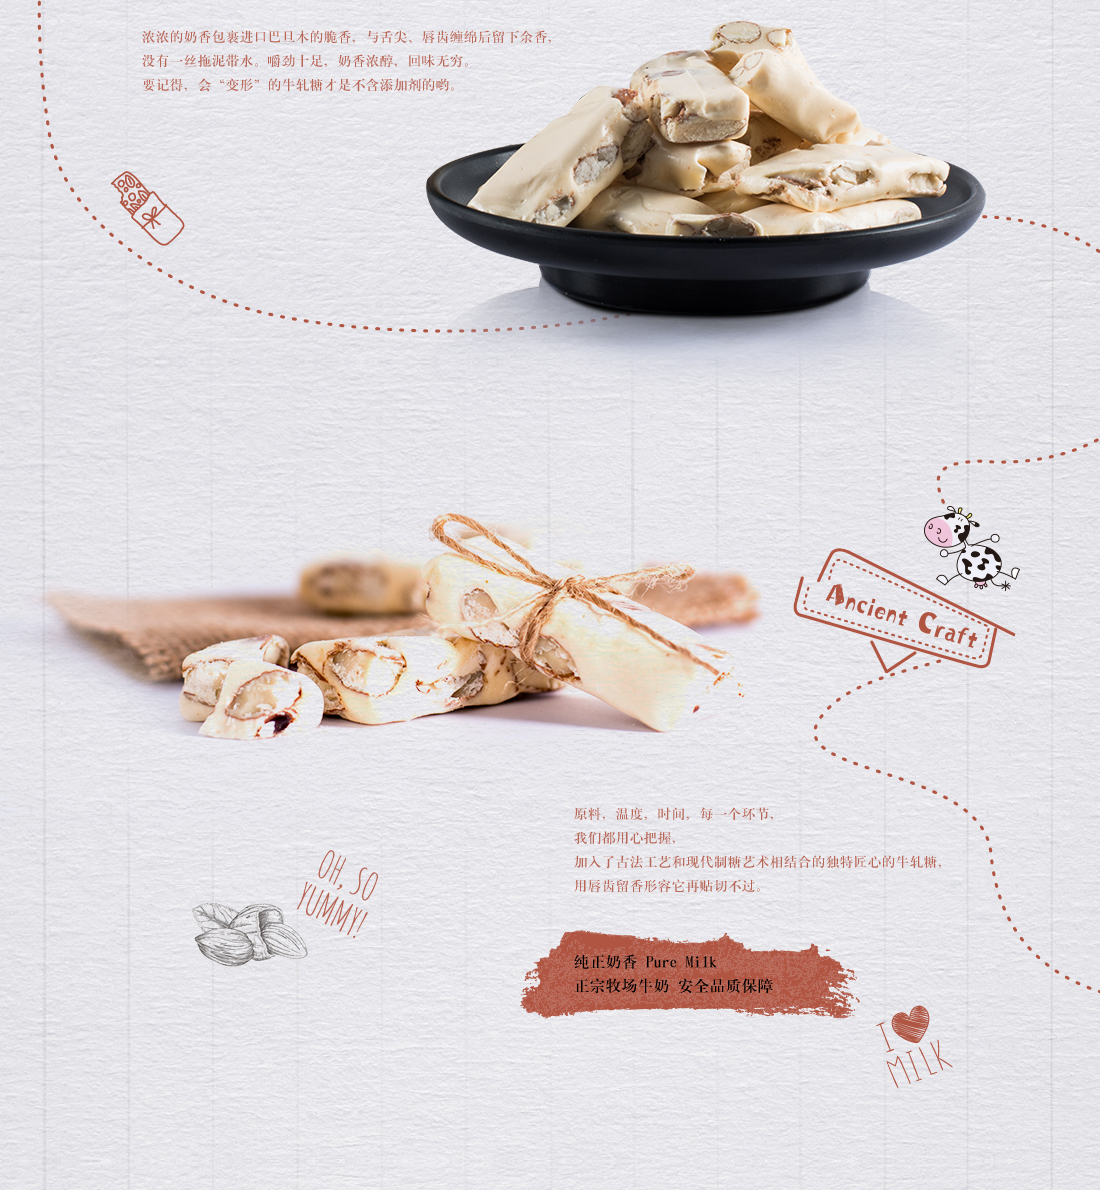 浓浓的奶香包裹进口巴旦木的脆香，与舌尖、唇齿缠绵后留下余香，
没有一丝拖泥带水。嚼劲十足，奶香浓醇，回味无穷。
要记得，会“变形”的牛轧糖才是不含添加剂的哟。
Ancient Craft
原料，温度，时间，每一个环节，
我们都用心把握，
加入了古法工艺和现代制糖艺术相结合的独特匠心的牛轧糖，
用唇齿留香形容它再贴切不过。
OH, SO
YUMMY!
纯正奶香 Pure Milk
正宗牧场牛奶 安全品质保障
I
MILK